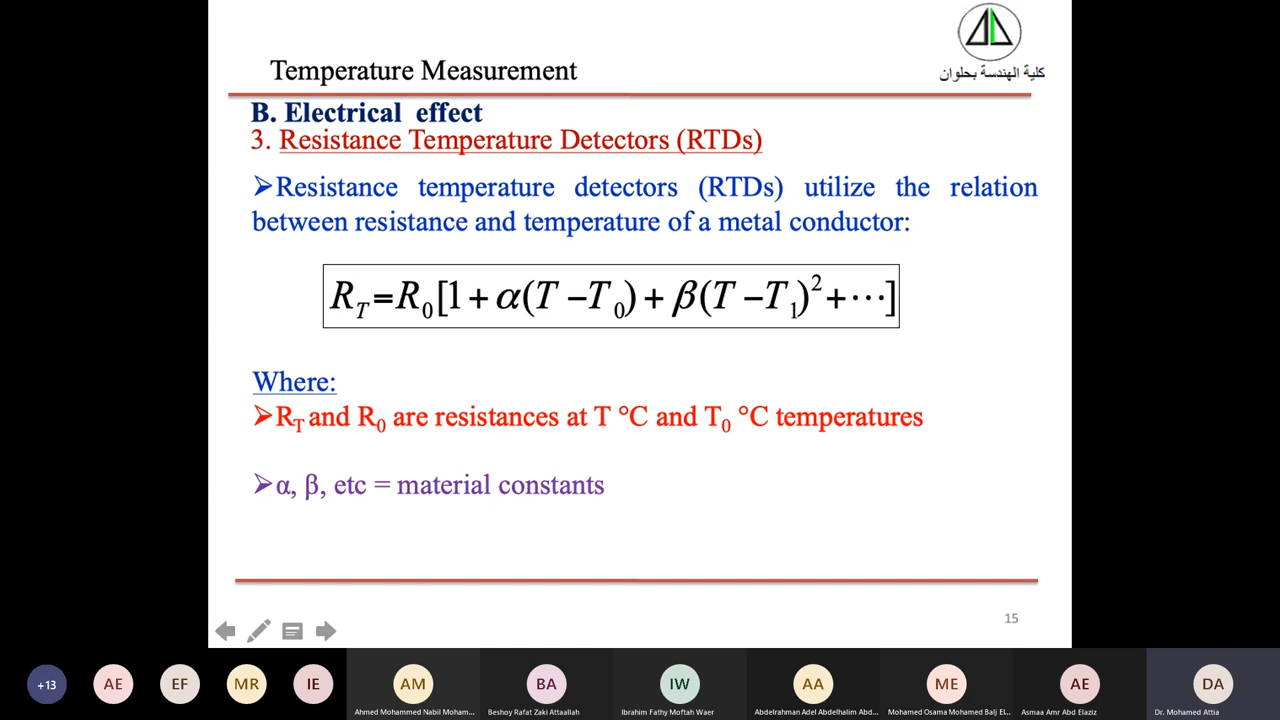 كلية الهندسة بحلوان
Temperature Measurement
B. Electrical effect
3. Resistance Temperature Detectors (RTDs)
➢Resistance temperature detectors (RTDs) utilize the relation
between resistance and temperature of a metal conductor:
R_T=R_0[1+α(T−T_0)+β(T−T_1)^2+⋯]
Where:
➢R_T and R_0 are resistances at T °C and T_0 °C temperatures
➢α, β, etc = material constants
15
+13 AE EF MR IE AM BA IW AA ME AE DA
Ahmed Mohammed Nabil Moham... Beshoy Rafat Zaki Attaallah Ibrahim Fathy Moftah Waer Abdelrahman Adel Abdelhalim Abd... Mohamed Osama Mohamed Balj El... Asmaa Amr Abd Elaziz Dr. Mohamed Attia